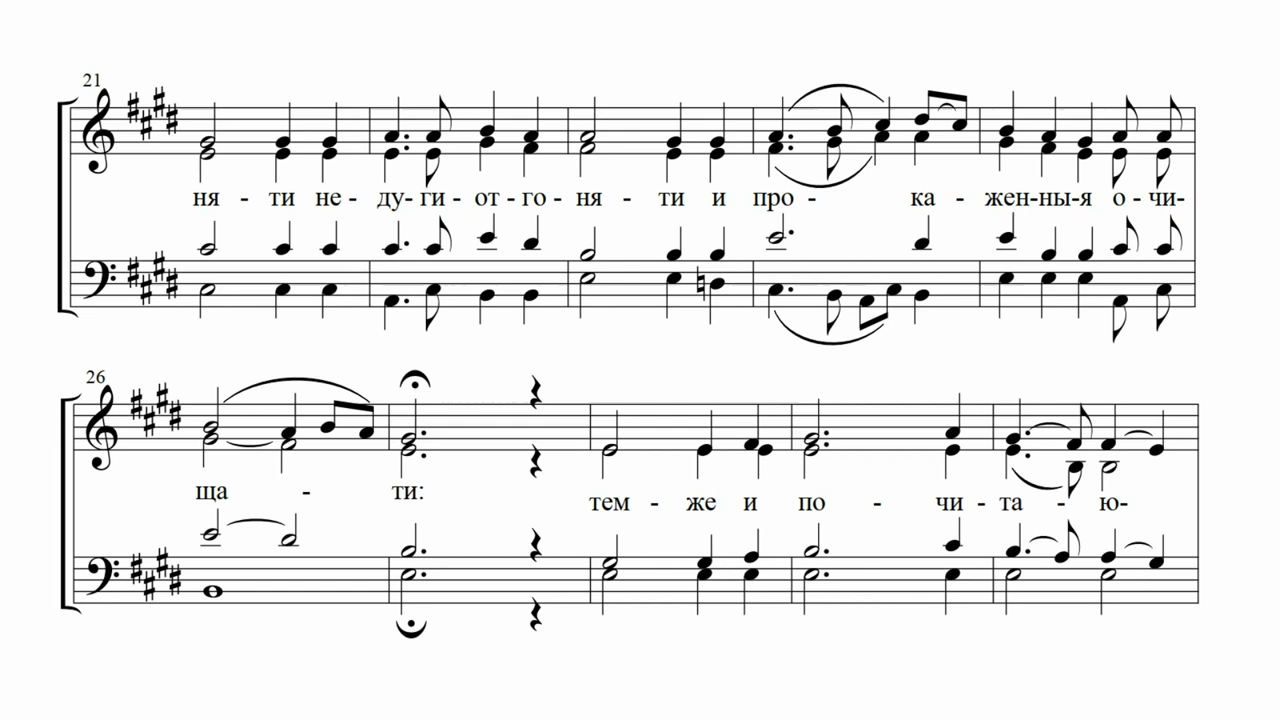 21
ня - ти не - ду- ги - от - го - ня - ти и про - ка - жен-ны-я о - чи-
26
ща - ти: тем - же и по - чи - та - ю-